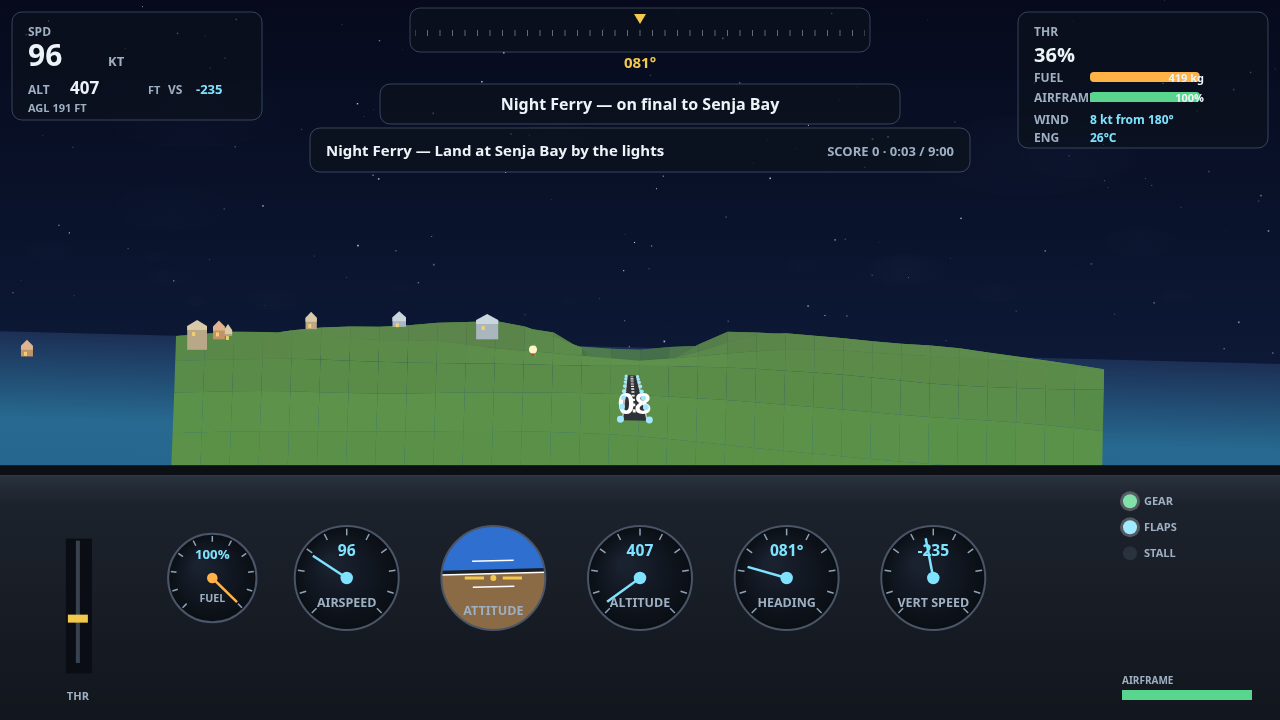 SPD
96 KT
ALT 407 FT VS -235
AGL 191 FT
081°
Night Ferry — on final to Senja Bay
Night Ferry — Land at Senja Bay by the lights SCORE 0 · 0:03 / 9:00
THR
36%
FUEL 419 kg
AIRFRAME 100%
WIND 8 kt from 180°
ENG 26°C
08
GEAR
FLAPS
STALL
100%
FUEL
96
AIRSPEED
ATTITUDE
407
ALTITUDE
081°
HEADING
-235
VERT SPEED
THR
AIRFRAME